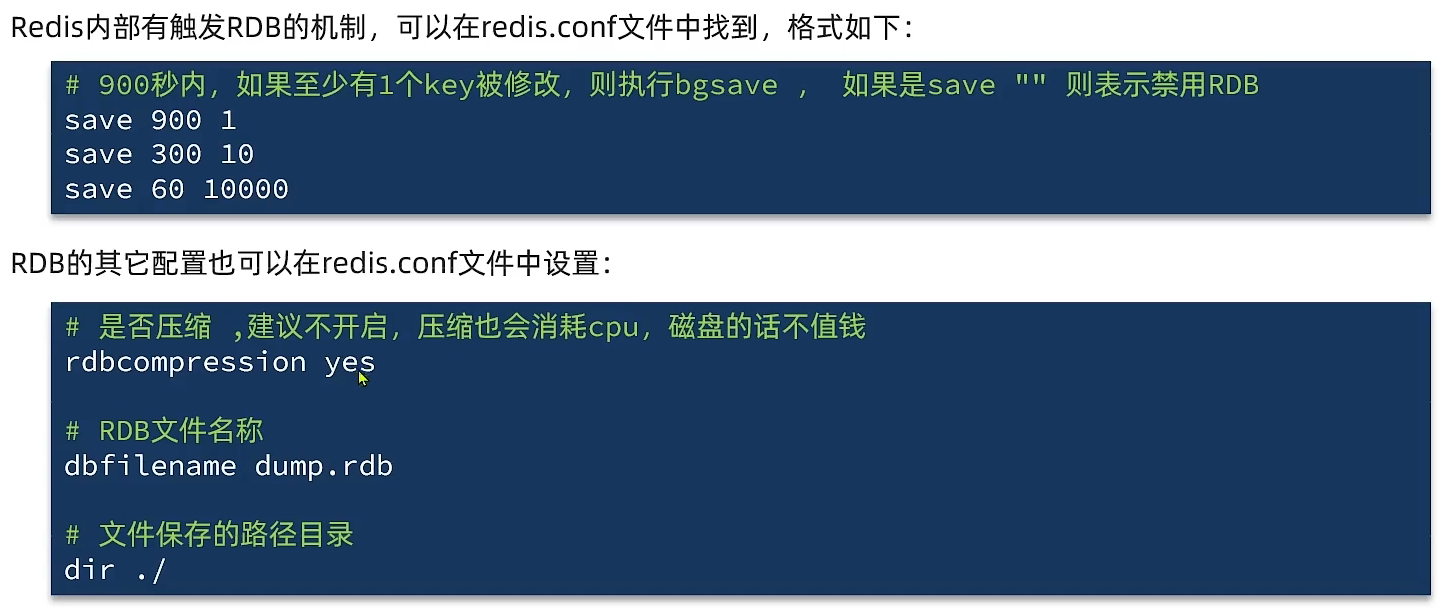 Redis内部有触发RDB的机制，可以在redis.conf文件中找到，格式如下：
# 900秒内，如果至少有1个key被修改，则执行bgsave ， 如果是save "" 则表示禁用RDB
save 900 1
save 300 10
save 60 10000
RDB的其它配置也可以在redis.conf文件中设置：
# 是否压缩 ,建议不开启，压缩也会消耗cpu，磁盘的话不值钱
rdbcompression yes
# RDB文件名称
dbfilename dump.rdb
# 文件保存的路径目录
dir ./